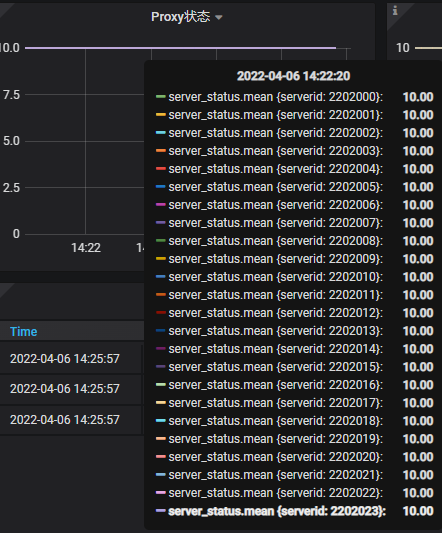 Proxy状态
10.0
7.5
5.0
2.5
0
14:22
14
i
10
2022-04-06 14:22:20
server_status.mean {serverid: 2202000}: 10.00
server_status.mean {serverid: 2202001}: 10.00
server_status.mean {serverid: 2202002}: 10.00
server_status.mean {serverid: 2202003}: 10.00
server_status.mean {serverid: 2202004}: 10.00
server_status.mean {serverid: 2202005}: 10.00
server_status.mean {serverid: 2202006}: 10.00
server_status.mean {serverid: 2202007}: 10.00
server_status.mean {serverid: 2202008}: 10.00
server_status.mean {serverid: 2202009}: 10.00
server_status.mean {serverid: 2202010}: 10.00
server_status.mean {serverid: 2202011}: 10.00
server_status.mean {serverid: 2202012}: 10.00
server_status.mean {serverid: 2202013}: 10.00
server_status.mean {serverid: 2202014}: 10.00
server_status.mean {serverid: 2202015}: 10.00
server_status.mean {serverid: 2202016}: 10.00
server_status.mean {serverid: 2202017}: 10.00
server_status.mean {serverid: 2202018}: 10.00
server_status.mean {serverid: 2202019}: 10.00
server_status.mean {serverid: 2202020}: 10.00
server_status.mean {serverid: 2202021}: 10.00
server_status.mean {serverid: 2202022}: 10.00
server_status.mean {serverid: 2202023}: 10.00
Time
2022-04-06 14:25:57
2022-04-06 14:25:57
2022-04-06 14:25:57